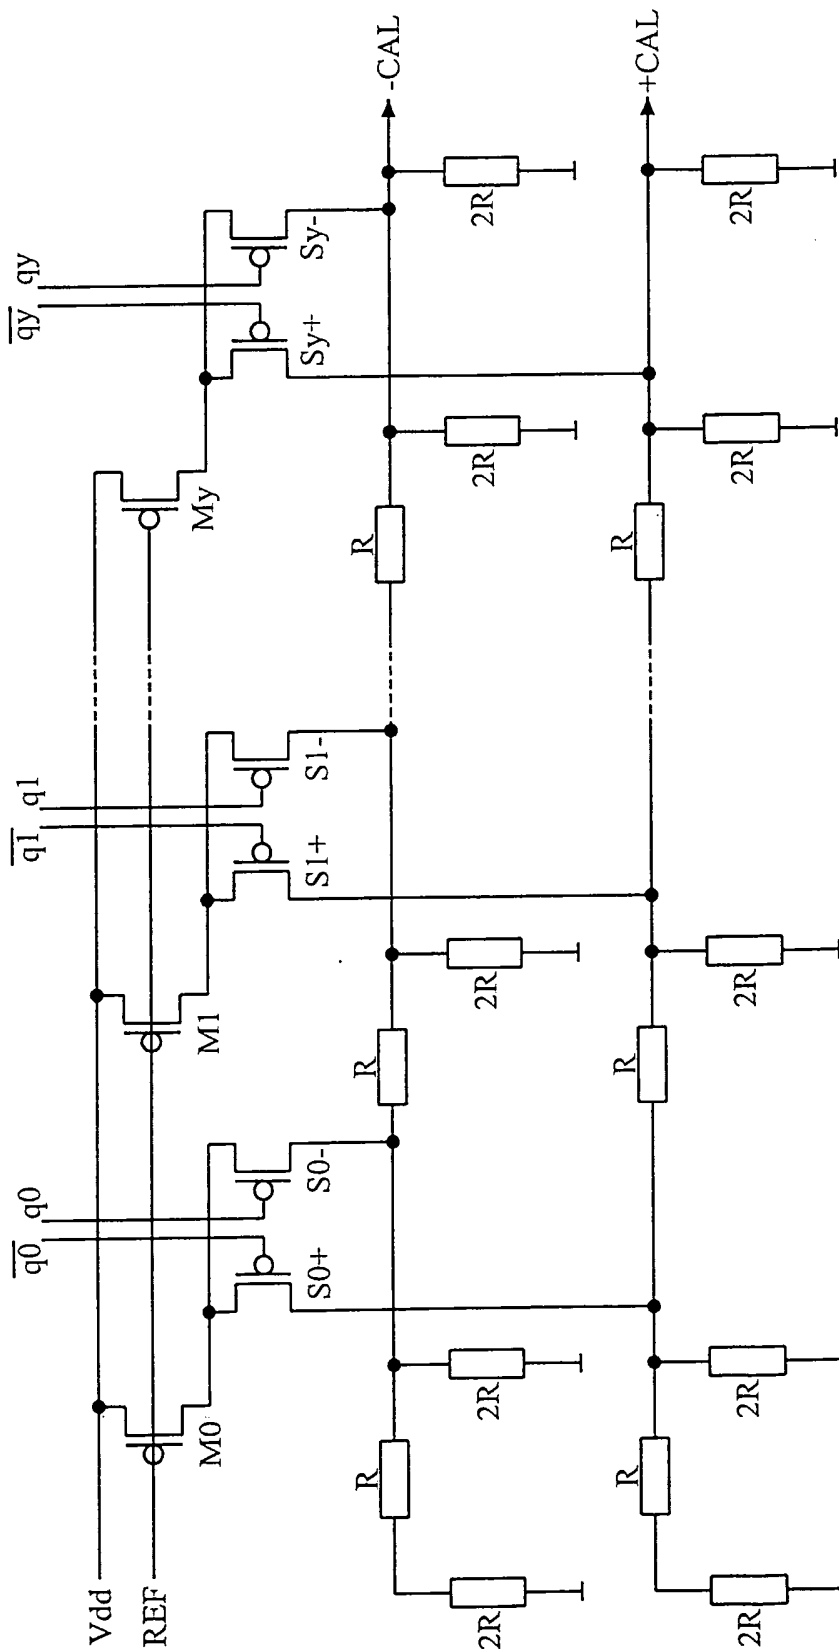 Vdd
REF
q0
q0
q1
q1
qy
qy
M0
M1
My
S0+
S0-
S1+
S1-
Sy+
Sy-
R
R
R
-CAL
2R
2R
2R
2R
2R
R
R
R
+CAL
2R
2R
2R
2R
2R